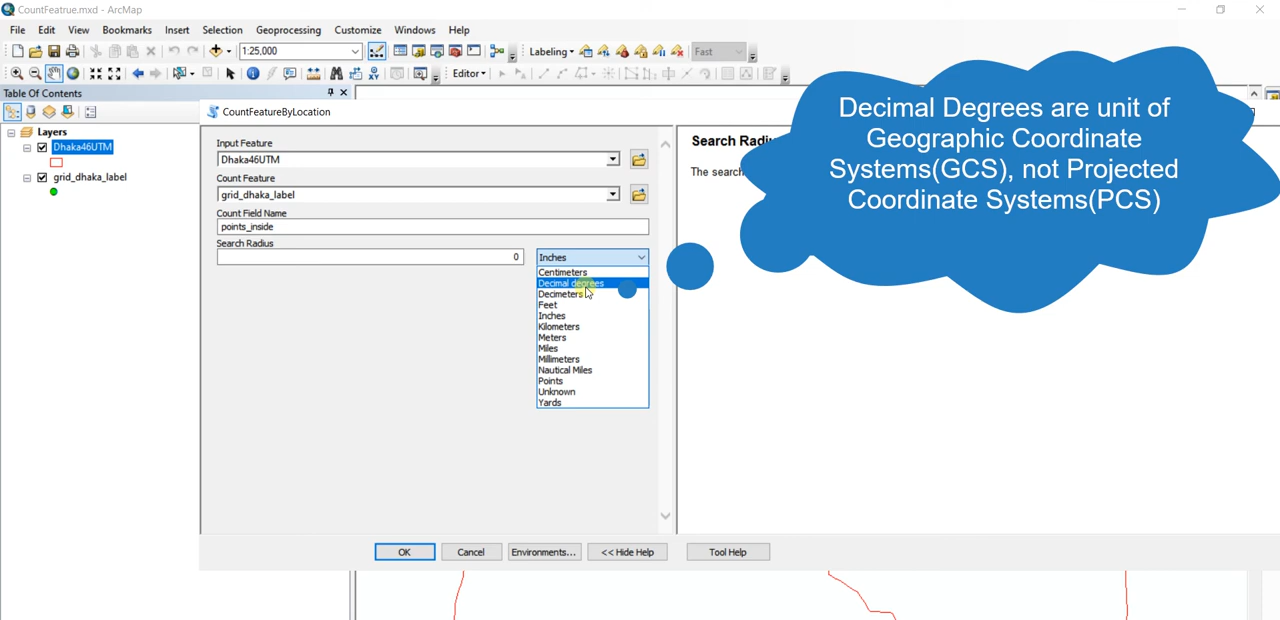 CountFeatrue.mxd - ArcMap
File Edit View Bookmarks Insert Selection Geoprocessing Customize Windows Help
1:25,000 Labeling Fast
Editor
Table Of Contents
CountFeatureByLocation
Layers
Dhaka46UTM
grid_dhaka_label
Input Feature
Dhaka46UTM
Count Feature
grid_dhaka_label
Count Field Name
points_inside
Search Radius
0 Inches
Centimeters
Decimal degrees
Decimeters
Feet
Inches
Kilometers
Meters
Miles
Millimeters
Nautical Miles
Points
Unknown
Yards
Search
The search
Decimal Degrees are unit of
Geographic Coordinate
Systems(GCS), not Projected
Coordinate Systems(PCS)
OK Cancel Environments... << Hide Help Tool Help